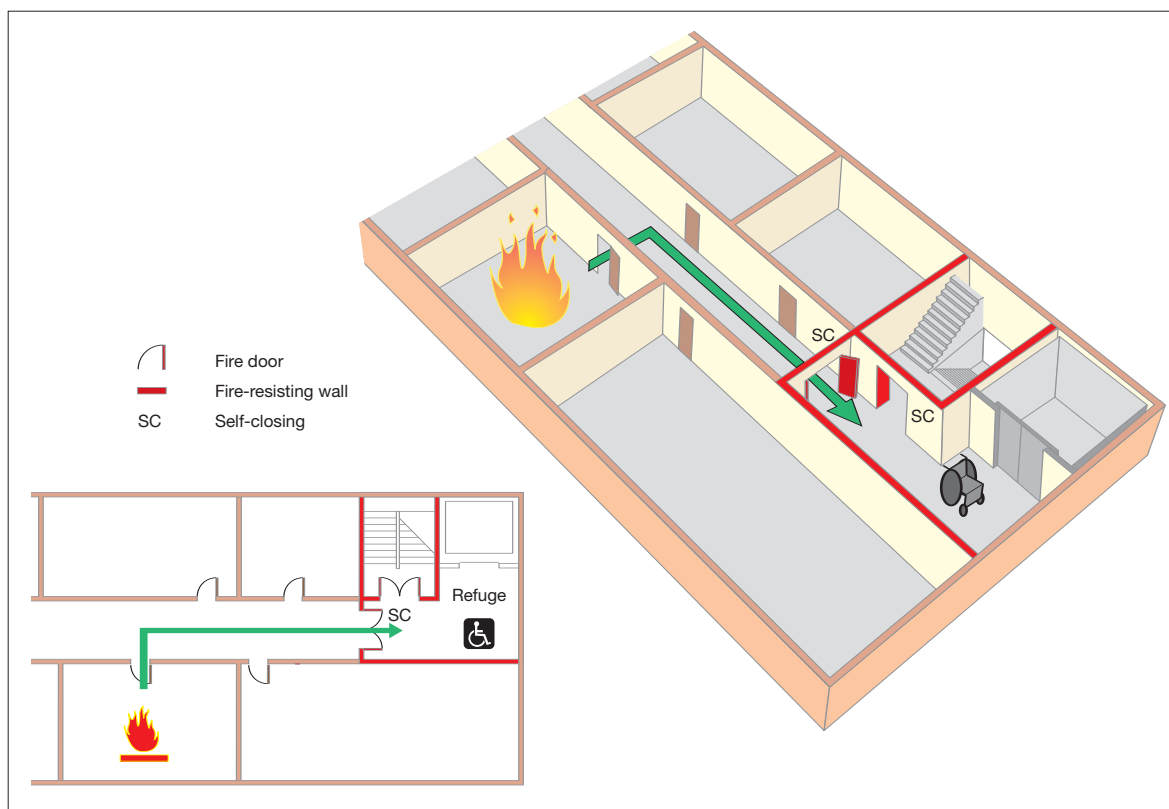 SC
SC
Fire door
Fire-resisting wall
SC Self-closing
Refuge
SC